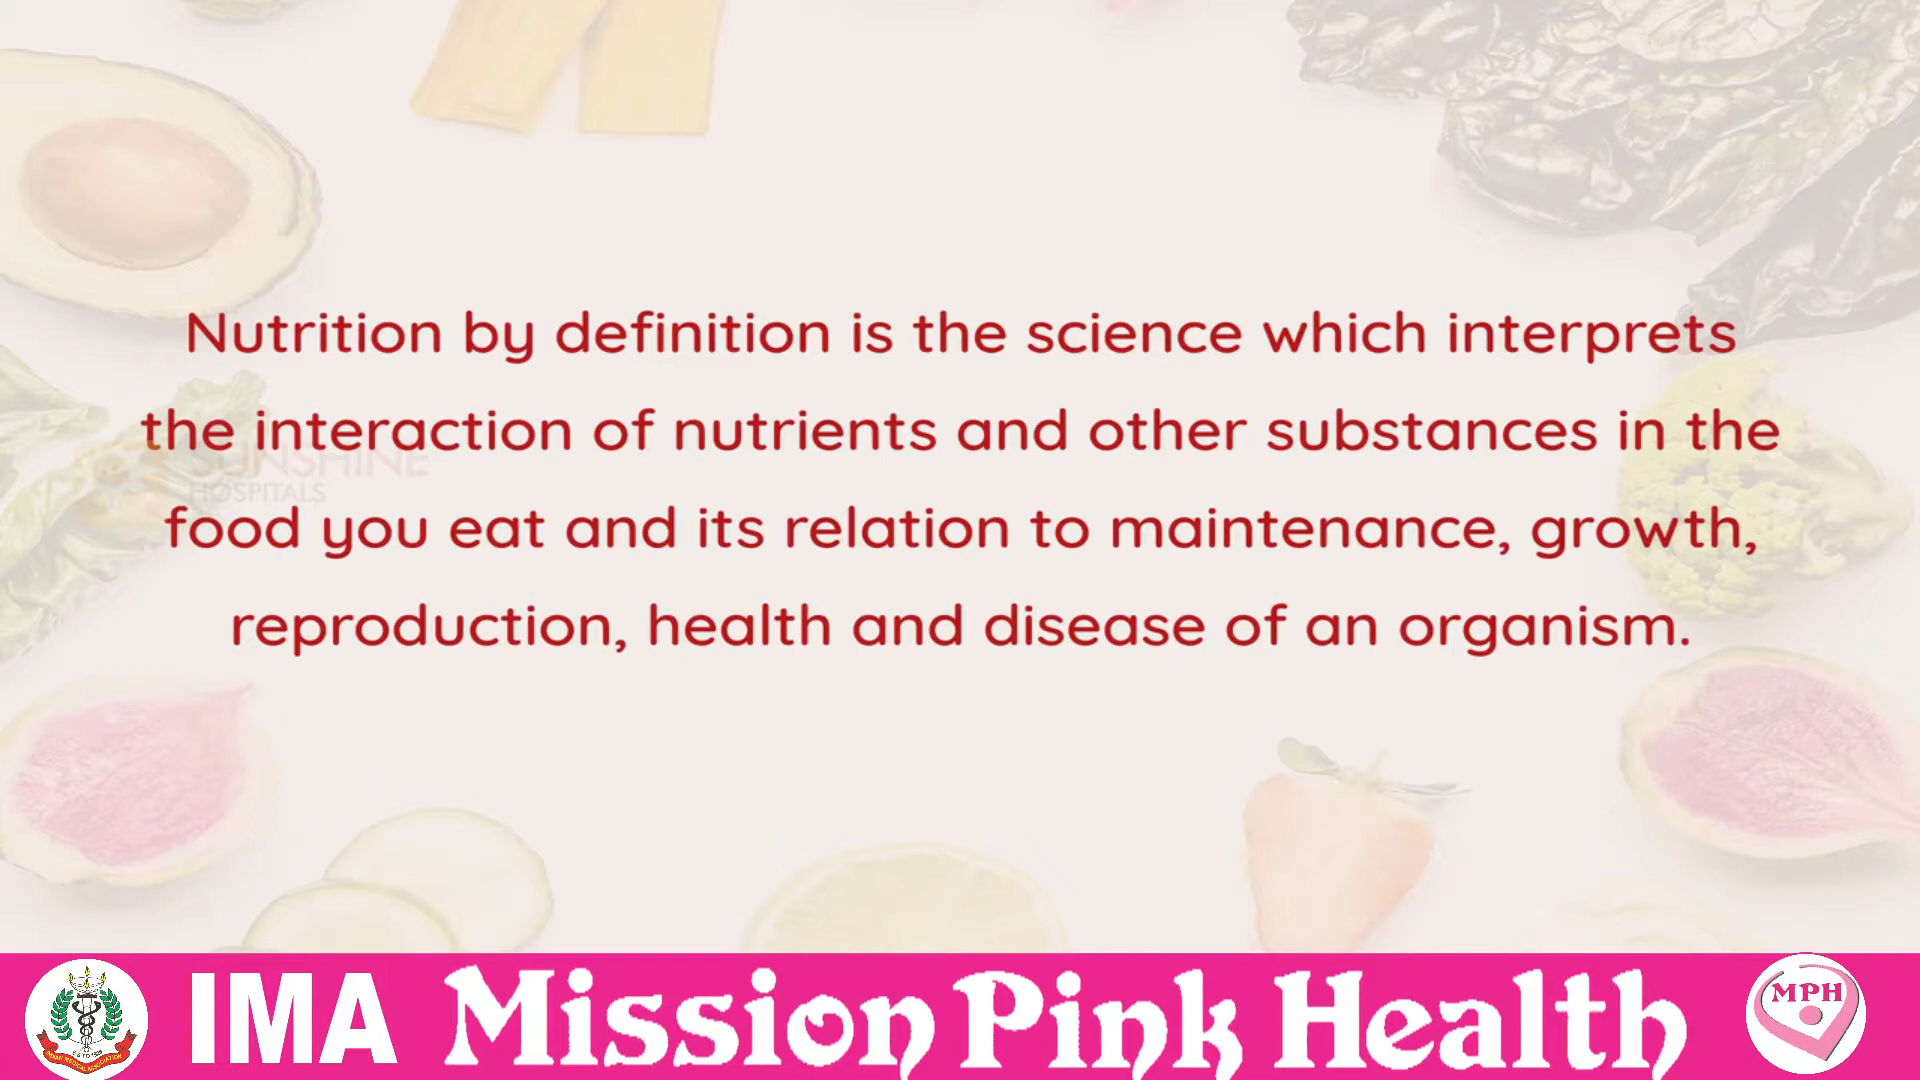 Nutrition by definition is the science which interprets
the interaction of nutrients and other substances in the
SUNSHINE
HOSPITALS
food you eat and its relation to maintenance, growth,
reproduction, health and disease of an organism.
IMA Mission Pink Health
MPH